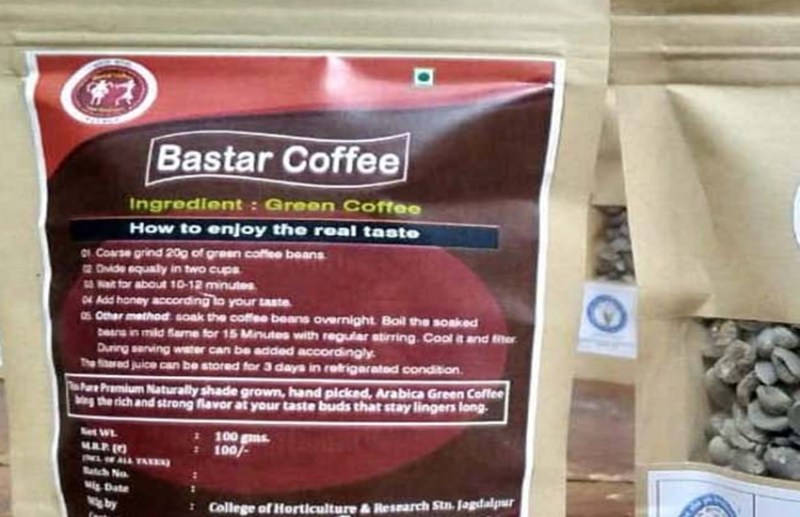 Bastar Coffee
Ingredient : Green Coffee
How to enjoy the real taste
01. Coarse grind 20g of green coffee beans.
02. Divide equally in two cups.
03. Wait for about 10-12 minutes.
04 Add honey according to your taste.
05 Other method: soak the coffee beans overnight. Boil the soaked
beans in mild flame for 15 Minutes with regular stirring. Cool it and filter.
During serving water can be added accordingly.
The filtered juice can be stored for 3 days in refrigerated condition.
This Pure Premium Naturally shade grown, hand picked, Arabica Green Coffee
bring the rich and strong flavor at your taste buds that stay lingers long.
Net Wt. : 100 gms.
M.R.P. (₹) : 100/-
(INCL. OF ALL TAXES)
Batch No. :
Mfg. Date :
Mfg.by : College of Horticulture & Research Stn. Jagdalpur